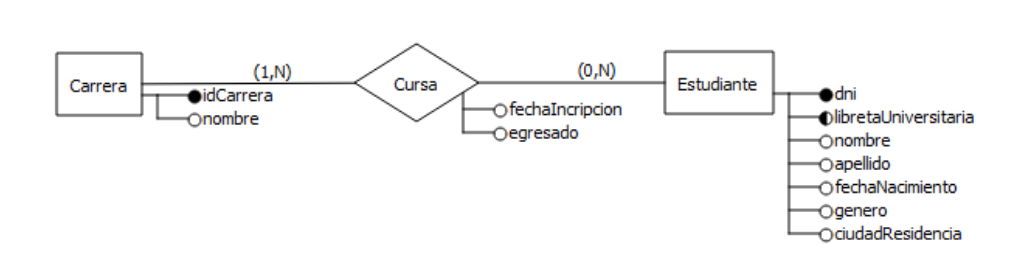 Carrera
(1,N)
Cursa
(0,N)
Estudiante
idCarrera
nombre
fechaIncripcion
egresado
dni
libretaUniversitaria
nombre
apellido
fechaNacimiento
genero
ciudadResidencia